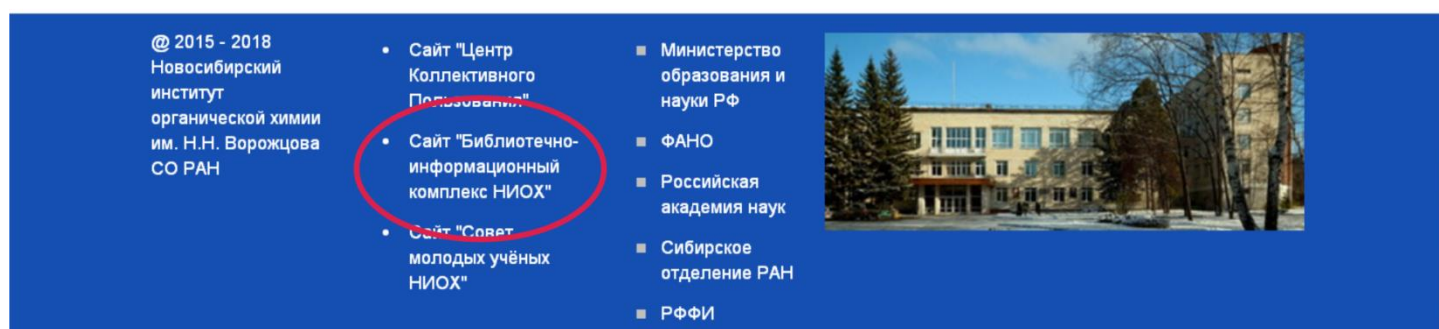 @ 2015 - 2018
Новосибирский
институт
органической химии
им. Н.Н. Ворожцова
СО РАН
Сайт "Центр
Коллективного
Пользования"
Сайт "Библиотечно-
информационный
комплекс НИОХ"
Сайт "Совет
молодых учёных
НИОХ"
Министерство
образования и
науки РФ
ФАНО
Российская
академия наук
Сибирское
отделение РАН
РФФИ